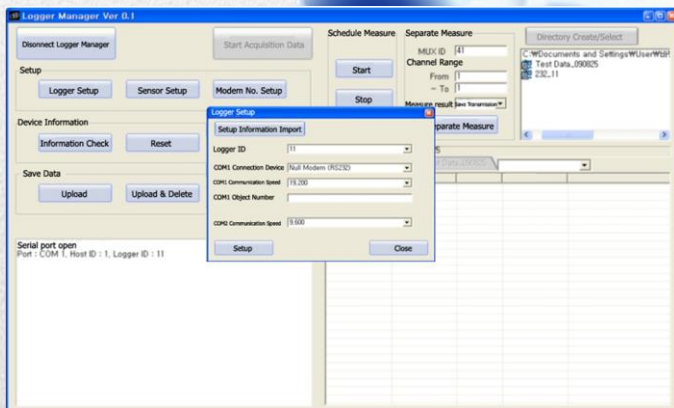 Logger Manager Ver 0.1
Disonnect Logger Manager
Start Acquisition Data
Setup
Logger Setup
Sensor Setup
Modem No. Setup
Device Information
Information Check
Reset
Save Data
Upload
Upload & Delete
Serial port open
Port : COM 1, Host ID : 1, Logger ID : 11
Schedule Measure
Start
Stop
Separate Measure
MUX ID 41
Channel Range
From 1
~ To 1
Measure result Save Transmission
parate Measure
Directory Create/Select
C:₩Documents and Settings₩User₩
Test Data_090825
232_11
Logger Setup
Setup Information Import
Logger ID 11
COM1 Connection Device Null Modem (RS232)
COM1 Communication Speed 19.200
COM1 Object Number
COM2 Communication Speed 9.600
Setup
Close